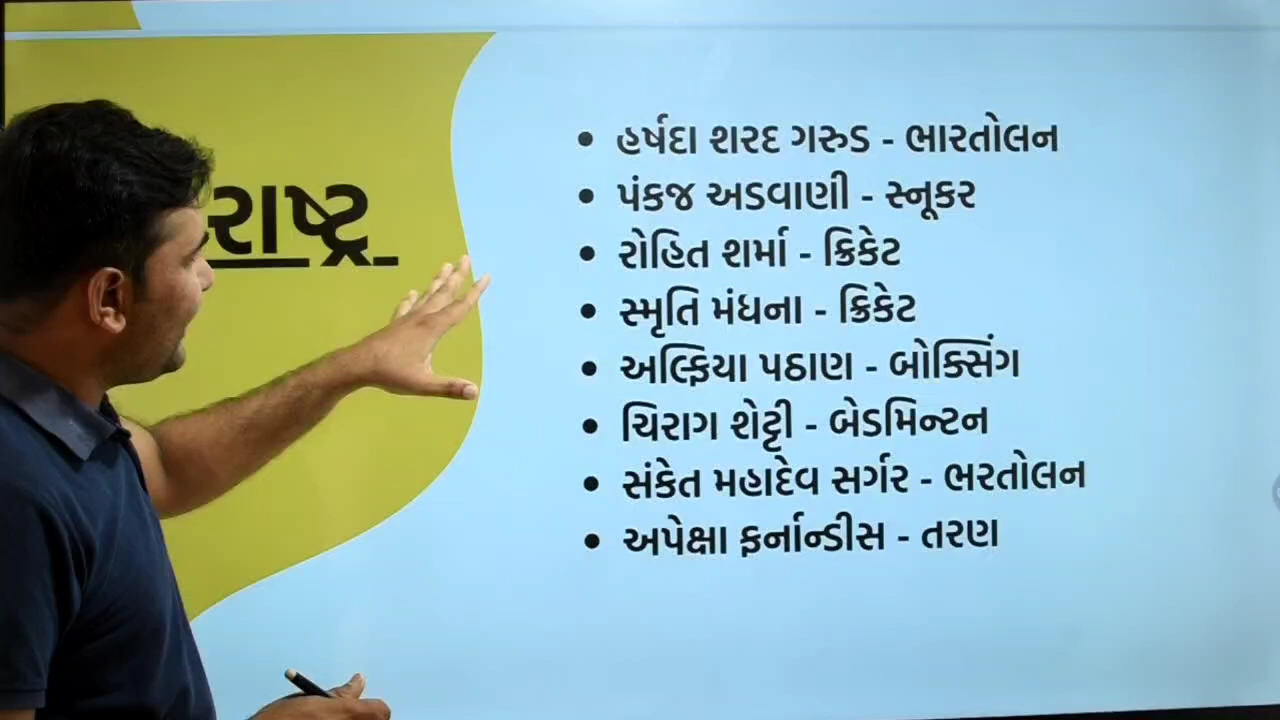 રાષ્ટ્ર
• હર્ષદા શરદ ગરુડ - ભારતોલન
• પંકજ અડવાણી - સ્નૂકર
• રોહિત શર્મા - ક્રિકેટ
• સ્મૃતિ મંધના - ક્રિકેટ
• અલ્ફિયા પઠાણ - બોક્સિંગ
• ચિરાગ શેટ્ટી - બેડમિન્ટન
• સંકેત મહાદેવ સર્ગર - ભરતોલન
• અપેક્ષા ફર્નાન્ડીસ - તરણ